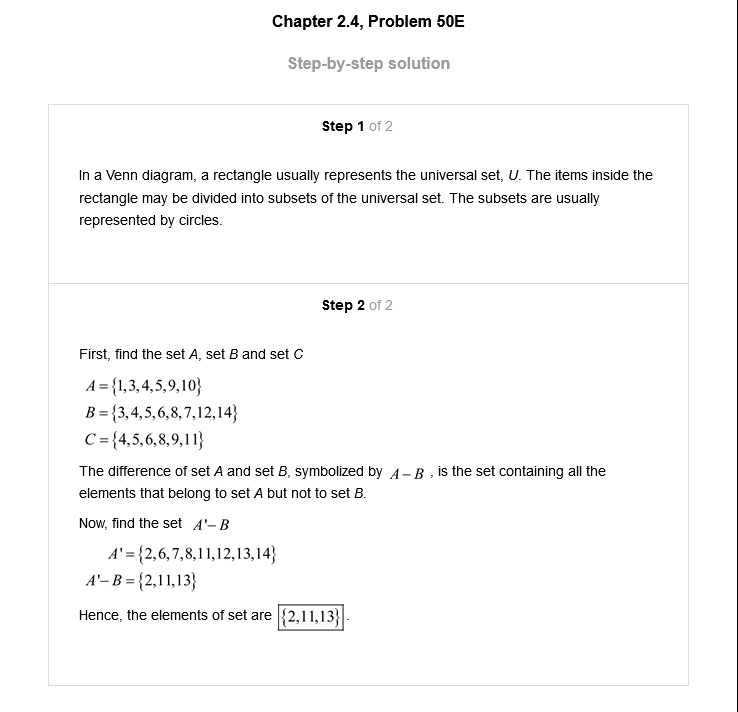 Chapter 2.4, Problem 50E
Step-by-step solution
Step 1 of 2
In a Venn diagram, a rectangle usually represents the universal set, U. The items inside the
rectangle may be divided into subsets of the universal set. The subsets are usually
represented by circles.
Step 2 of 2
First, find the set A, set B and set C
A = {1,3,4,5,9,10}
B = {3,4,5,6,8,7,12,14}
C = {4,5,6,8,9,11}
The difference of set A and set B, symbolized by A – B , is the set containing all the
elements that belong to set A but not to set B.
Now, find the set A'– B
A' = {2,6,7,8,11,12,13,14}
A'– B = {2,11,13}
Hence, the elements of set are {2,11,13} .